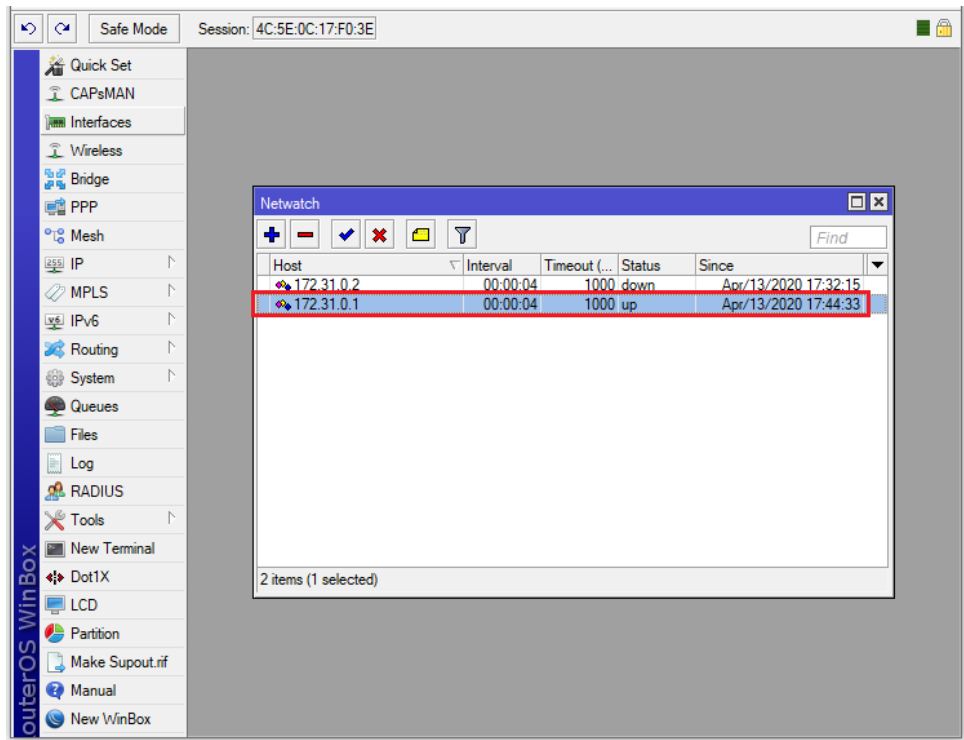 Safe Mode Session: 4C:5E:0C:17:F0:3E
Quick Set
CAPsMAN
Interfaces
Wireless
Bridge
PPP
Mesh
255 IP
MPLS
v6 IPv6
Routing
System
Queues
Files
Log
RADIUS
Tools
New Terminal
Dot1X
LCD
Partition
Make Supout.rif
Manual
New WinBox
outerOS WinBox
Netwatch
Find
Host Interval Timeout (... Status Since
172.31.0.2 00:00:04 1000 down Apr/13/2020 17:32:15
172.31.0.1 00:00:04 1000 up Apr/13/2020 17:44:33
2 items (1 selected)